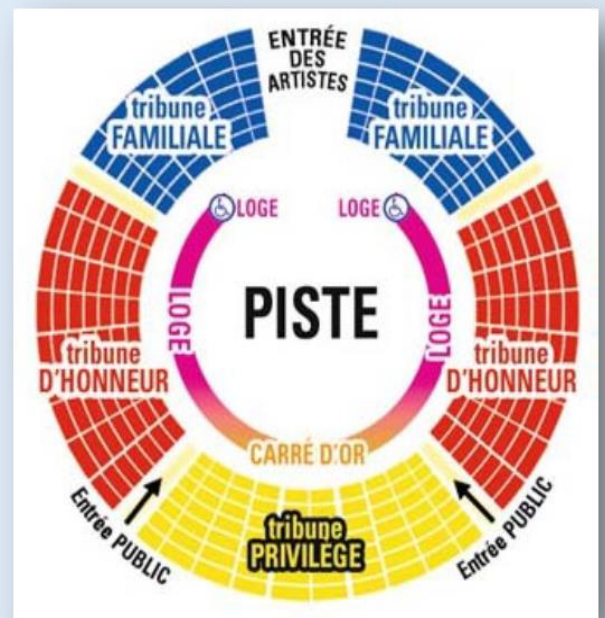 ENTRÉE
DES
ARTISTES
tribune
FAMILIALE
tribune
FAMILIALE
LOGE
LOGE
LOGE
PISTE
LOGE
tribune
D'HONNEUR
tribune
D'HONNEUR
CARRÉ D'OR
Entrée PUBLIC
tribune
PRIVILÈGE
Entrée PUBLIC